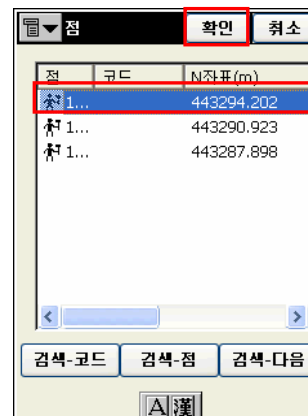 점 확인 취소
점 코드 N좌표(m)
1... 443294.202
1... 443290.923
1... 443287.898
검색-코드 검색-점 검색-다음
A 漢